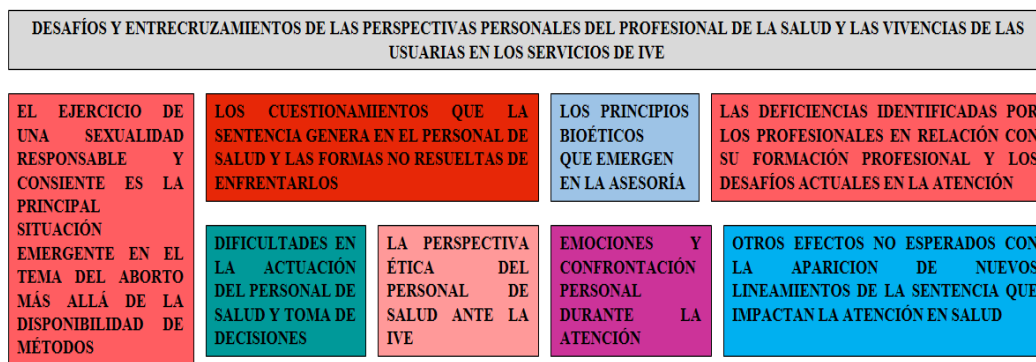 DESAFÍOS Y ENTRECRUZAMIENTOS DE LAS PERSPECTIVAS PERSONALES DEL PROFESIONAL DE LA SALUD Y LAS VIVENCIAS DE LAS
USUARIAS EN LOS SERVICIOS DE IVE
EL EJERCICIO DE
UNA SEXUALIDAD
RESPONSABLE Y
CONSIENTE ES LA
PRINCIPAL
SITUACIÓN
EMERGENTE EN EL
TEMA DEL ABORTO
MÁS ALLÁ DE LA
DISPONIBILIDAD DE
MÉTODOS
LOS CUESTIONAMIENTOS QUE LA
SENTENCIA GENERA EN EL PERSONAL DE
SALUD Y LAS FORMAS NO RESUELTAS DE
ENFRENTARLOS
LOS PRINCIPIOS
BIOÉTICOS
QUE EMERGEN
EN LA ASESORÍA
LAS DEFICIENCIAS IDENTIFICADAS POR
LOS PROFESIONALES EN RELACIÓN CON
SU FORMACIÓN PROFESIONAL Y LOS
DESAFÍOS ACTUALES EN LA ATENCIÓN
DIFICULTADES EN
LA ACTUACIÓN
DEL PERSONAL DE
SALUD Y TOMA DE
DECISIONES
LA PERSPECTIVA
ÉTICA DEL
PERSONAL DE
SALUD ANTE LA
IVE
EMOCIONES Y
CONFRONTACIÓN
PERSONAL
DURANTE LA
ATENCIÓN
OTROS EFECTOS NO ESPERADOS CON
LA APARICION DE NUEVOS
LINEAMIENTOS DE LA SENTENCIA QUE
IMPACTAN LA ATENCIÓN EN SALUD